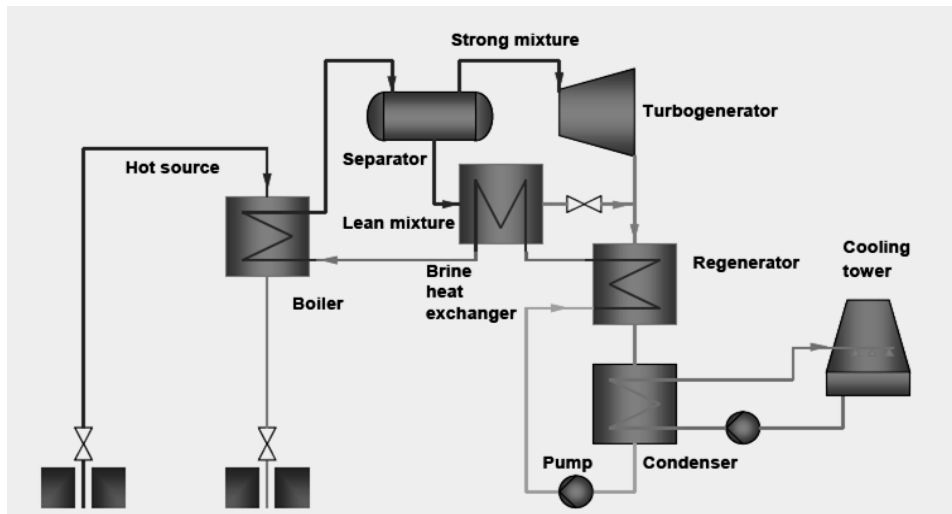 Strong mixture
Turbogenerator
Separator
Hot source
Lean mixture
Cooling
tower
Regenerator
Brine
heat
exchanger
Boiler
Pump
Condenser